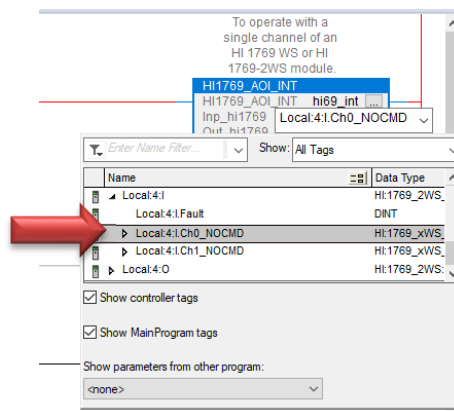 To operate with a
single channel of an
HI 1769 WS or HI
1769-2WS module.
HI1769_AOI_INT
HI1769_AOI_INT hi69_int ...
Inp_hi1769 Local:4:I.Ch0_NOCMD
Out_hi1769
Enter Name Filter... Show: All Tags
Name Data Type
Local:4:I HI:1769_2WS_
Local:4:I.Fault DINT
Local:4:I.Ch0_NOCMD HI:1769_xWS_
Local:4:I.Ch1_NOCMD HI:1769_xWS_
Local:4:O HI:1769_2WS:
Show controller tags
Show MainProgram tags
Show parameters from other program:
<none>